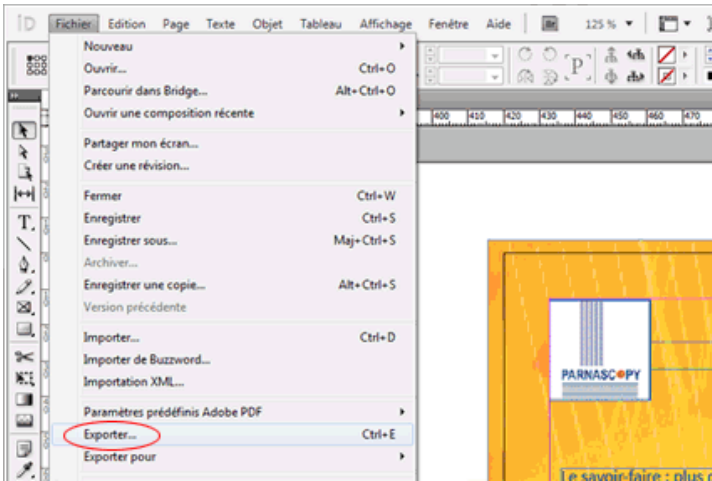 ID Fichier Edition Page Texte Objet Tableau Affichage Fenêtre Aide Br 125 %
Nouveau
Ouvrir... Ctrl+O
Parcourir dans Bridge... Alt+Ctrl+O
Ouvrir une composition récente
400 410 420 430 440 450 460 470
Partager mon écran...
Créer une révision...
Fermer Ctrl+W
Enregistrer Ctrl+S
Enregistrer sous... Maj+Ctrl+S
Archiver...
Enregistrer une copie... Alt+Ctrl+S
Version précédente
Importer... Ctrl+D
Importer de Buzzword...
Importation XML...
PARNASCOPY
Paramètres prédéfinis Adobe PDF
Exporter... Ctrl+E
Exporter pour
Le savoir-faire : plus